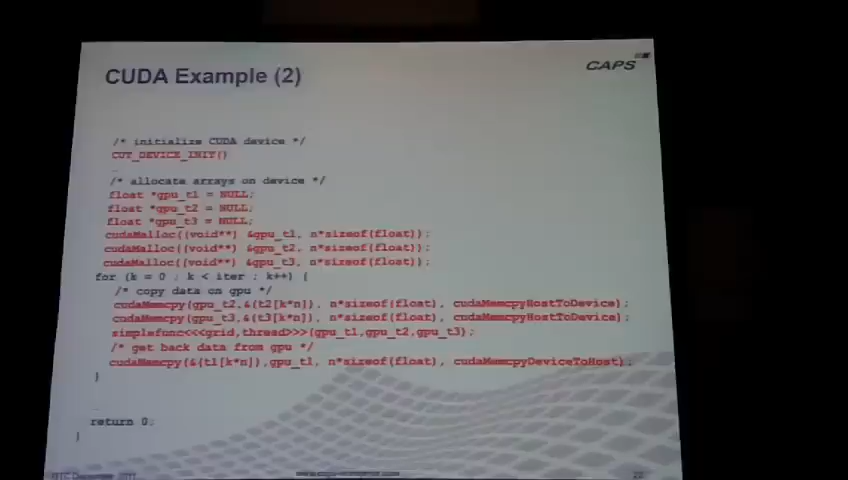 CUDA Example (2)
CAPS
/* initialize CUDA device */
CUT_DEVICE_INIT()
/* allocate arrays on device */
float *gpu_t1 = NULL;
float *gpu_t2 = NULL;
float *gpu_t3 = NULL;
cudaMalloc((void**) &gpu_t1, n*sizeof(float));
cudaMalloc((void**) &gpu_t2, n*sizeof(float));
cudaMalloc((void**) &gpu_t3, n*sizeof(float));
for (k = 0 ; k < iter ; k++) {
/* copy data on gpu */
cudaMemcpy(gpu_t2,&(t2[k*n]), n*sizeof(float), cudaMemcpyHostToDevice);
cudaMemcpy(gpu_t3,&(t3[k*n]), n*sizeof(float), cudaMemcpyHostToDevice);
simplefunc<<<grid,thread>>>(gpu_t1,gpu_t2,gpu_t3);
/* get back data from gpu */
cudaMemcpy(&(t1[k*n]),gpu_t1, n*sizeof(float), cudaMemcpyDeviceToHost);
}
return 0;
}